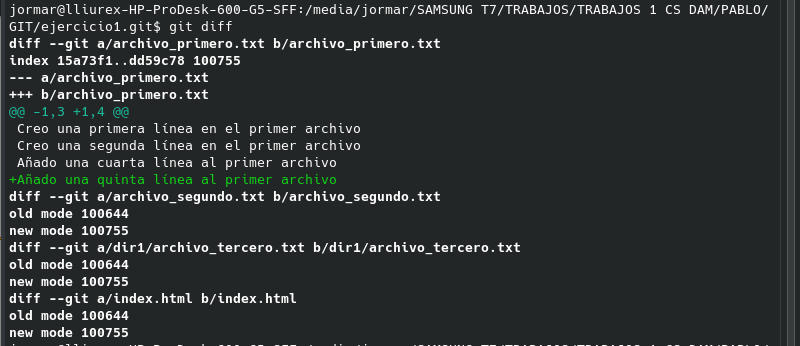 jormar@lliurex-HP-ProDesk-600-G5-SFF:/media/jormar/SAMSUNG T7/TRABAJOS/TRABAJOS 1 CS DAM/PABLO/
GIT/ejercicio1.git$ git diff
diff --git a/archivo_primero.txt b/archivo_primero.txt
index 15a73f1..dd59c78 100755
--- a/archivo_primero.txt
+++ b/archivo_primero.txt
@@ -1,3 +1,4 @@
 Creo una primera línea en el primer archivo
 Creo una segunda línea en el primer archivo
 Añado una cuarta línea al primer archivo
+Añado una quinta línea al primer archivo
diff --git a/archivo_segundo.txt b/archivo_segundo.txt
old mode 100644
new mode 100755
diff --git a/dir1/archivo_tercero.txt b/dir1/archivo_tercero.txt
old mode 100644
new mode 100755
diff --git a/index.html b/index.html
old mode 100644
new mode 100755